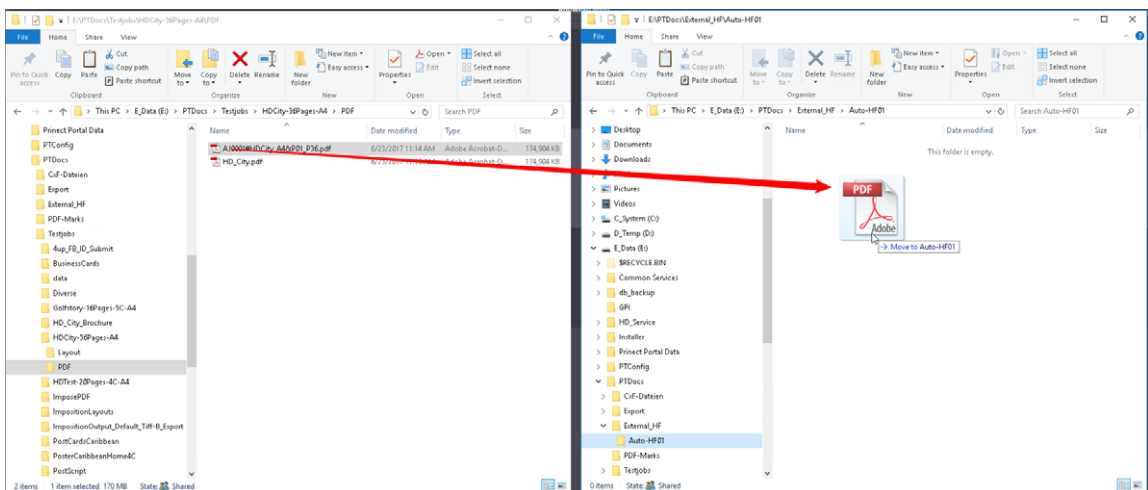 E:\PTDocs\Testjobs\HDCity-36Pages-A4\PDF
File Home Share View
Pin to Quick access
Copy
Paste
Cut
Copy path
Paste shortcut
Move to
Copy to
Delete
Rename
New folder
New item
Easy access
Properties
Open
Edit
Select all
Select none
Invert selection
Clipboard Organize New Open Select
This PC > E_Data (E:) > PTDocs > Testjobs > HDCity-36Pages-A4 > PDF
Search PDF
Name Date modified Type Size
6/23/2017 11:14 AM Adobe Acrobat-D... 174,904 KB
HD_City.pdf Adobe Acrobat-D... 174,904 KB
Prinect Portal Data
PTConfig
PTDocs
CxF-Dateien
Export
External_HF
PDF-Marks
Testjobs
4up_FB_ID_Submit
BusinessCards
data
Diverse
Golfstory-16Pages-5C-A4
HD_City_Brochure
HDCity-36Pages-A4
Layout
PDF
HDTest-20Pages-4C-A4
ImposePDF
ImpositionLayouts
ImpositionOutput_Default_Tiff-B_Export
PostCardsCaribbean
PosterCaribbeanHome4C
PostScript
2 items 1 item selected 170 MB State: Shared
E:\PTDocs\External_HF\Auto-HF01
File Home Share View
Pin to Quick access
Copy
Paste
Cut
Copy path
Paste shortcut
Move to
Copy to
Delete
Rename
New folder
New item
Easy access
Properties
Open
Edit
Select all
Select none
Invert selection
Clipboard Organize New Open Select
This PC > E_Data (E:) > PTDocs > External_HF > Auto-HF01
Search Auto-HF01
Name Date modified Type Size
This folder is empty.
Desktop
Documents
Downloads
Pictures
Videos
C_System (C:)
D_Temp (D:)
E_Data (E:)
$RECYCLE.BIN
Common Services
db_backup
GPI
HD_Service
Installer
Prinect Portal Data
PTConfig
PTDocs
CxF-Dateien
Export
External_HF
Auto-HF01
PDF-Marks
Testjobs
PDF
Adobe
Move to Auto-HF01
0 items State: Shared